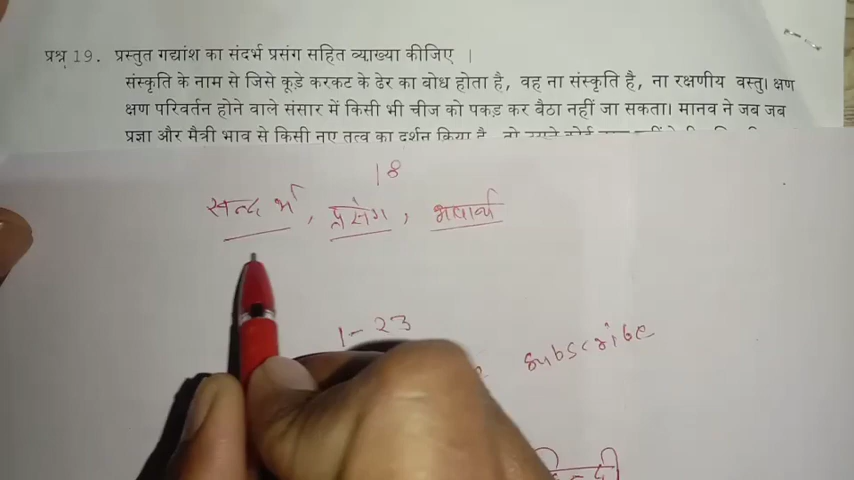 प्रश्न 19. प्रस्तुत गद्यांश का संदर्भ प्रसंग सहित व्याख्या कीजिए ।
संस्कृति के नाम से जिसे कूड़े करकट के ढेर का बोध होता है, वह ना संस्कृति है, ना रक्षणीय वस्तु। क्षण
क्षण परिवर्तन होने वाले संसार में किसी भी चीज को पकड़ कर बैठा नहीं जा सकता। मानव ने जब जब
प्रज्ञा और मैत्री भाव से किसी नए तत्व का दर्शन किया है
18
सन्दर्भ, प्रसंग,
1-23
subscribe